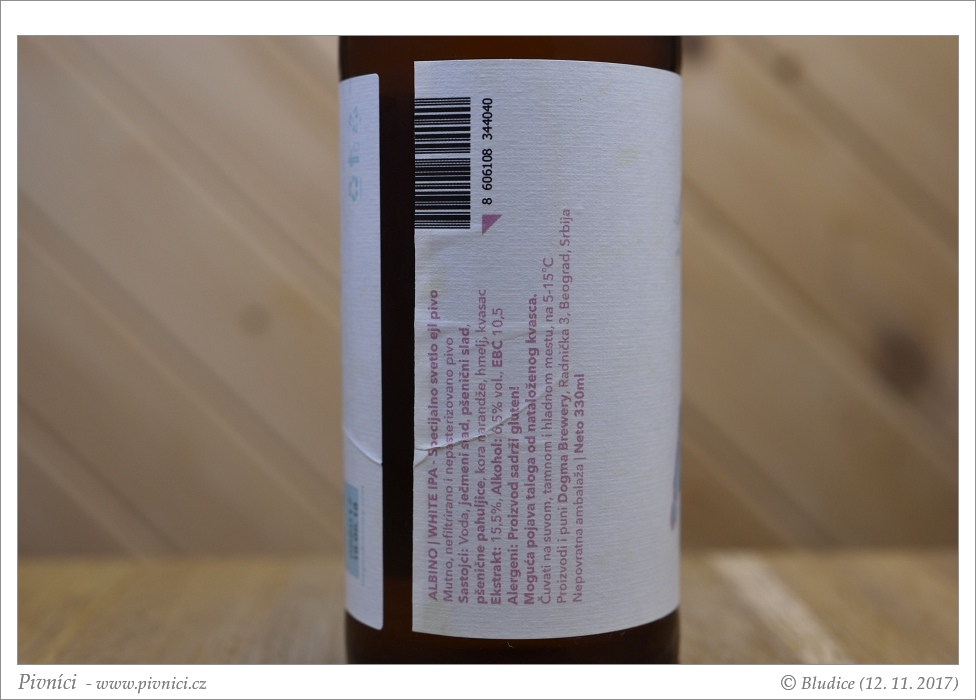 8 606108 344040
ALBINO | WHITE IPA - Specijalno svetlo ejl pivo
Mutno, nefiltrirano i nepasterizovano pivo
Sastojci: Voda, ječmeni slad, pšenični slad,
pšenične pahuljice, kora narandže, hmelj, kvasac
Ekstrakt: 15,5%, Alkohol: 6,5% vol., EBC 10,5
Alergeni: Proizvod sadrži gluten!
Moguća pojava taloga od nataloženog kvasca.
Čuvati na suvom, tamnom i hladnom mestu, na 5-15°C
Proizvodi i puni Dogma Brewery, Radnička 3, Beograd, Srbija
Nepovratna ambalaža | Neto 330ml
Pivníci - www.pivnici.cz
© Bludice (12. 11. 2017)